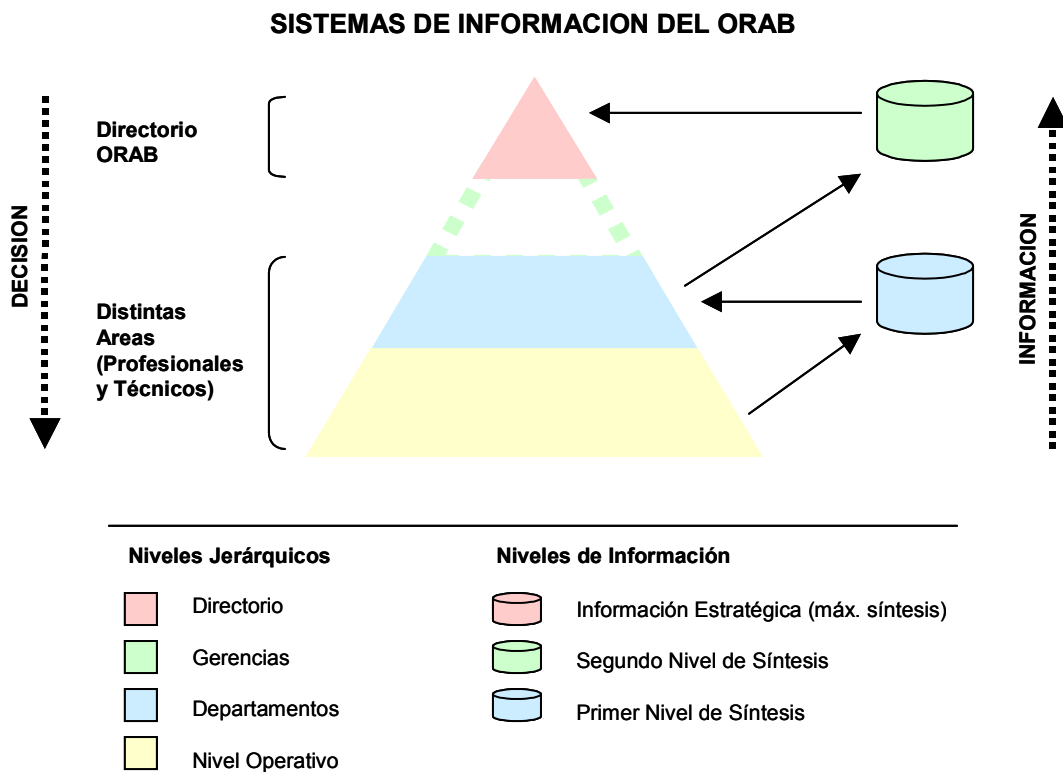 SISTEMAS DE INFORMACION DEL ORAB
Directorio
ORAB
DECISION
INFORMACION
Distintas
Areas
(Profesionales
y Técnicos)
Niveles Jerárquicos
Directorio
Gerencias
Departamentos
Nivel Operativo
Niveles de Información
Información Estratégica (máx. síntesis)
Segundo Nivel de Síntesis
Primer Nivel de Síntesis